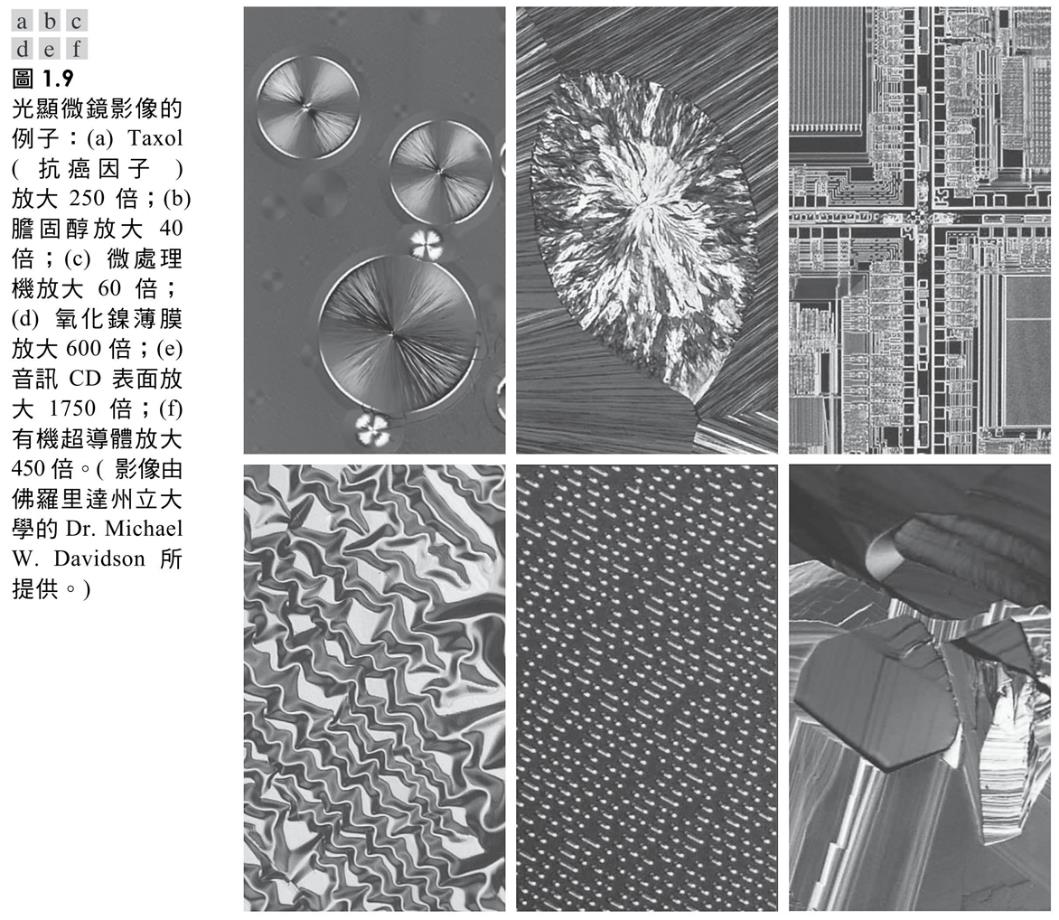 a b c
d e f
圖 1.9
光顯微鏡影像的
例子：(a) Taxol
( 抗癌因子 )
放大 250 倍；(b)
膽固醇放大 40
倍；(c) 微處理
機放大 60 倍；
(d) 氧化鎳薄膜
放大 600 倍；(e)
音訊 CD 表面放
大 1750 倍；(f)
有機超導體放大
450 倍。( 影像由
佛羅里達州立大
學的 Dr. Michael
W. Davidson 所
提供。)